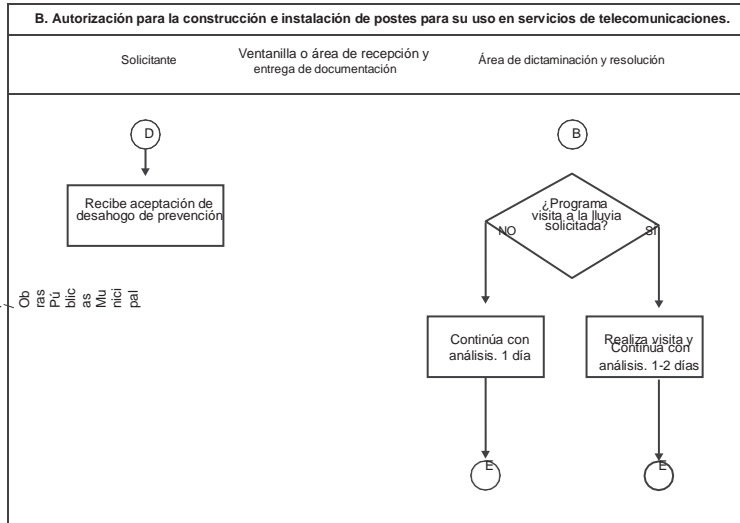 B. Autorización para la construcción e instalación de postes para su uso en servicios de telecomunicaciones.
Solicitante
Ventanilla o área de recepción y
entrega de documentación
Área de dictaminación y resolución
D
Recibe aceptación de
desahogo de prevención
B
¿Programa
visita a la lluvia
solicitada?
NO
SÍ
Continúa con
análisis. 1 día
Realiza visita y
Continúa con
análisis. 1-2 días
E
E
Ob
ras
Pú
blic
as
Mu
nici
pal